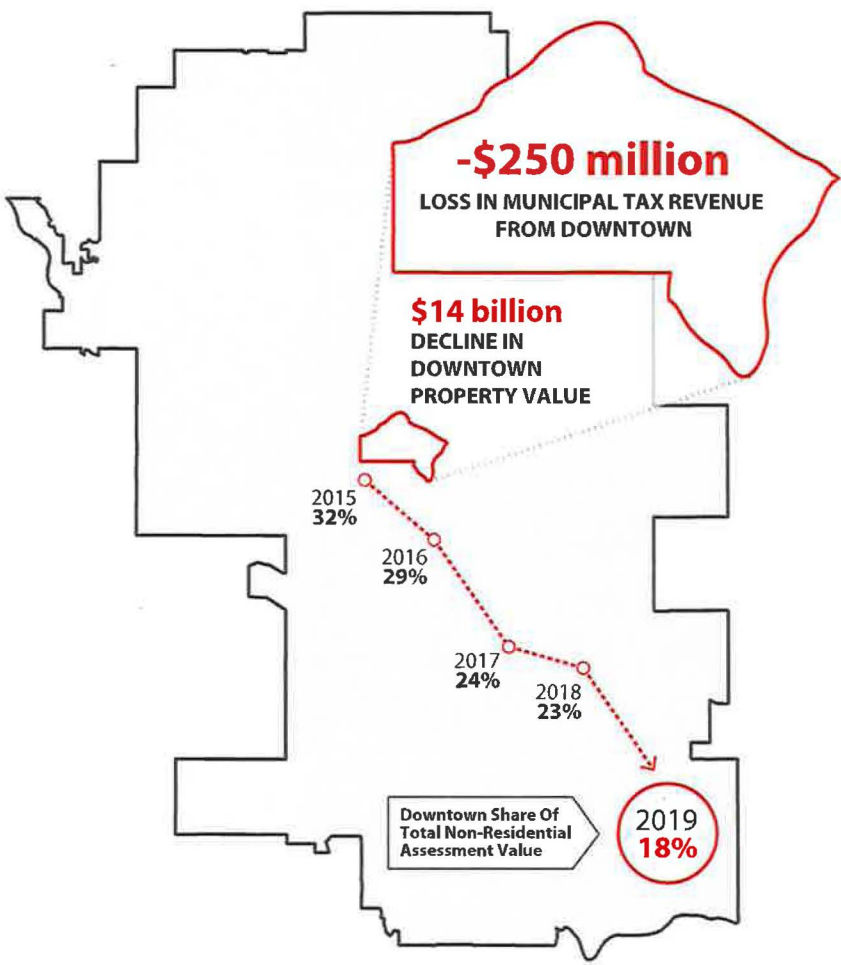 -$250 million
LOSS IN MUNICIPAL TAX REVENUE
FROM DOWNTOWN
$14 billion
DECLINE IN
DOWNTOWN
PROPERTY VALUE
2015
32%
2016
29%
2017
24%
2018
23%
Downtown Share Of
Total Non-Residential
Assessment Value
2019
18%